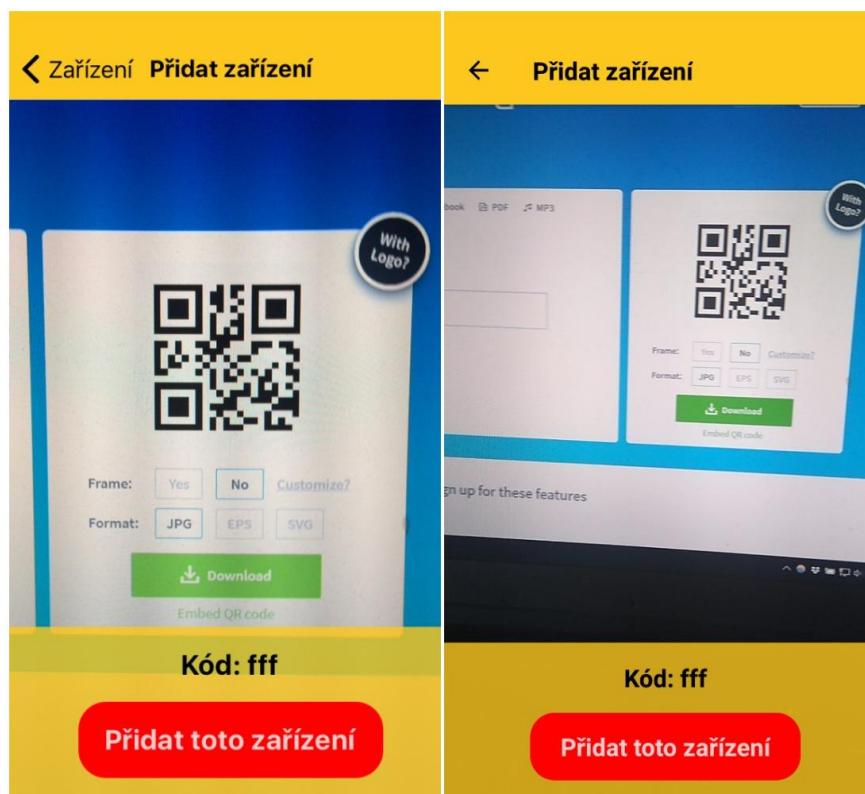 Zařízení Přidat zařízení
With
Logo?
Frame: Yes No Customize?
Format: JPG EPS SVG
Download
Embed QR code
Kód: fff
Přidat toto zařízení
Přidat zařízení
PDF MP3
With
Logo?
Frame: Yes No Customize?
Format: JPG EPS SVG
Download
Embed QR code
up for these features
Kód: fff
Přidat toto zařízení